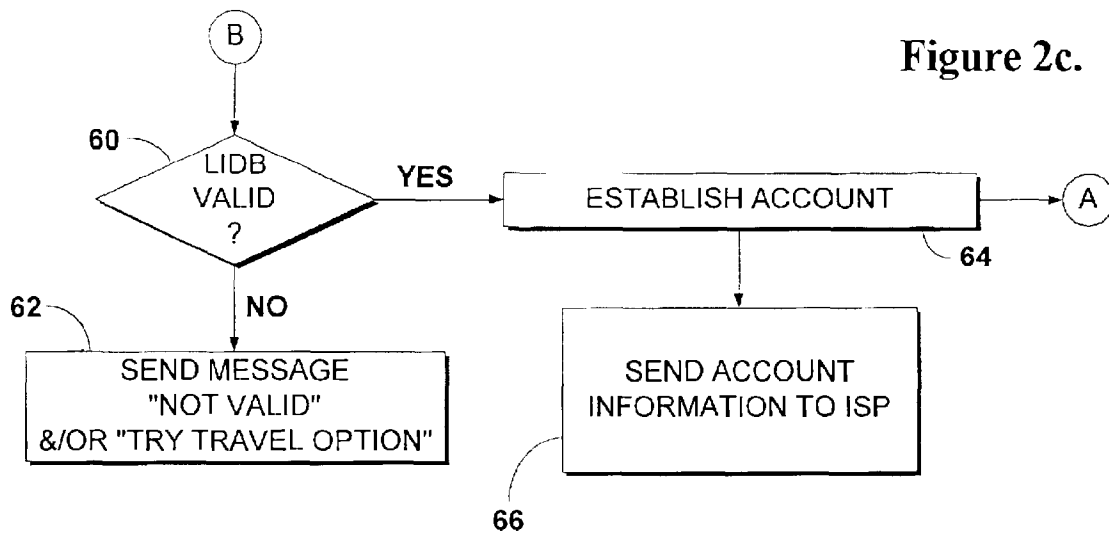 B
Figure 2c.
60
LIDB
VALID
?
YES
ESTABLISH ACCOUNT
A
64
NO
62
SEND MESSAGE
"NOT VALID"
&/OR "TRY TRAVEL OPTION"
SEND ACCOUNT
INFORMATION TO ISP
66